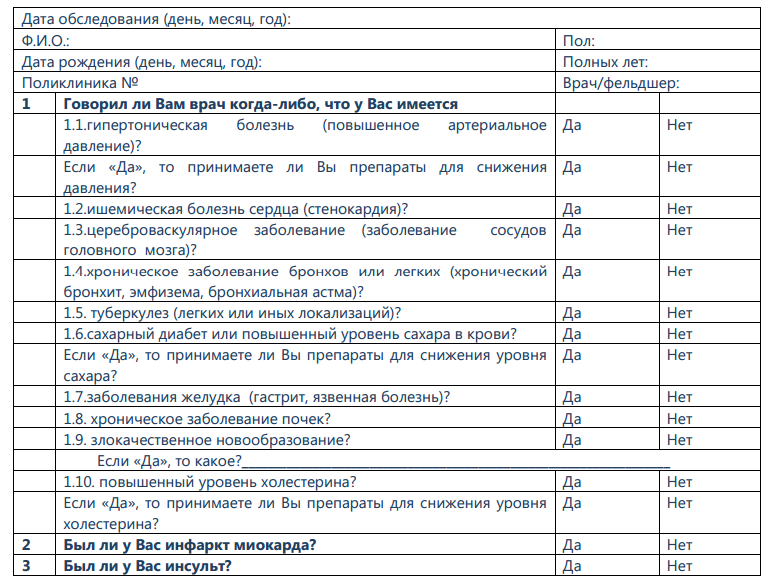 Дата обследования (день, месяц, год):
Ф.И.О.: Пол:
Дата рождения (день, месяц, год): Полных лет:
Поликлиника № Врач/фельдшер:
1 Говорил ли Вам врач когда-либо, что у Вас имеется
1.1.гипертоническая болезнь (повышенное артериальное Да Нет
давление)?
Если «Да», то принимаете ли Вы препараты для снижения Да Нет
давления?
1.2.ишемическая болезнь сердца (стенокардия)? Да Нет
1.3.цереброваскулярное заболевание (заболевание сосудов Да Нет
головного мозга)?
1.4.хроническое заболевание бронхов или легких (хронический Да Нет
бронхит, эмфизема, бронхиальная астма)?
1.5. туберкулез (легких или иных локализаций)? Да Нет
1.6.сахарный диабет или повышенный уровень сахара в крови? Да Нет
Если «Да», то принимаете ли Вы препараты для снижения уровня Да Нет
сахара?
1.7.заболевания желудка (гастрит, язвенная болезнь)? Да Нет
1.8. хроническое заболевание почек? Да Нет
1.9. злокачественное новообразование? Да Нет
Если «Да», то какое?____________________________________________________
1.10. повышенный уровень холестерина? Да Нет
Если «Да», то принимаете ли Вы препараты для снижения уровня Да Нет
холестерина?
2 Был ли у Вас инфаркт миокарда? Да Нет
3 Был ли у Вас инсульт? Да Нет